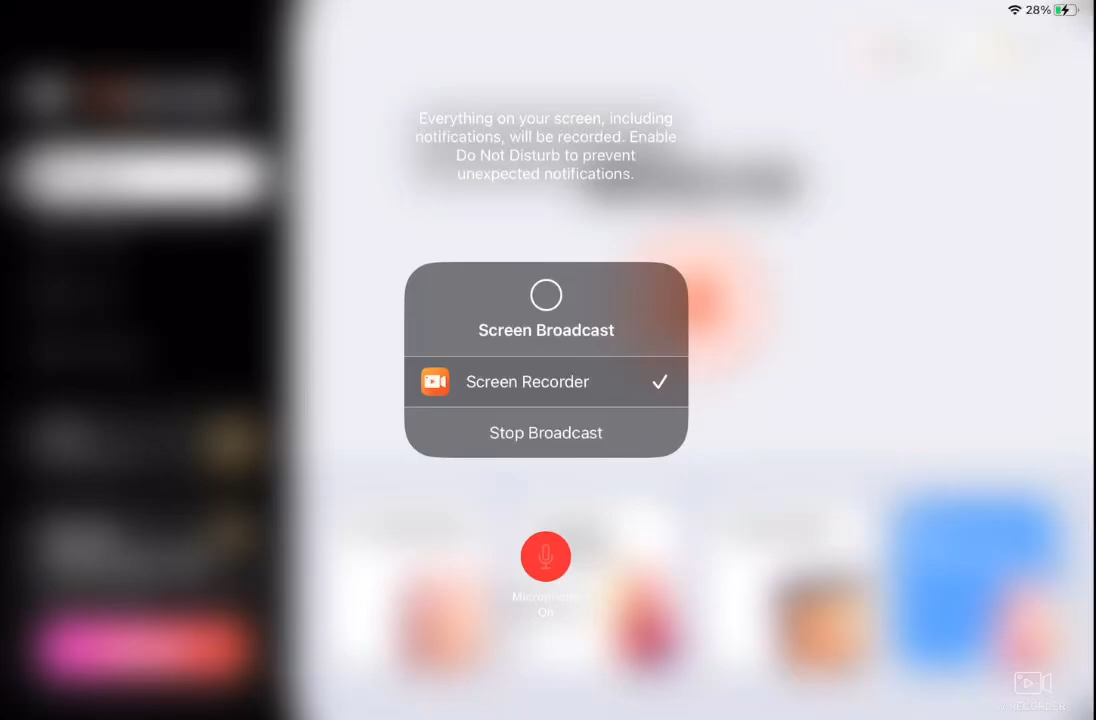 28%
Everything on your screen, including
notifications, will be recorded. Enable
Do Not Disturb to prevent
unexpected notifications.
Screen Broadcast
Screen Recorder
Stop Broadcast
Microphone
On
RECORDER